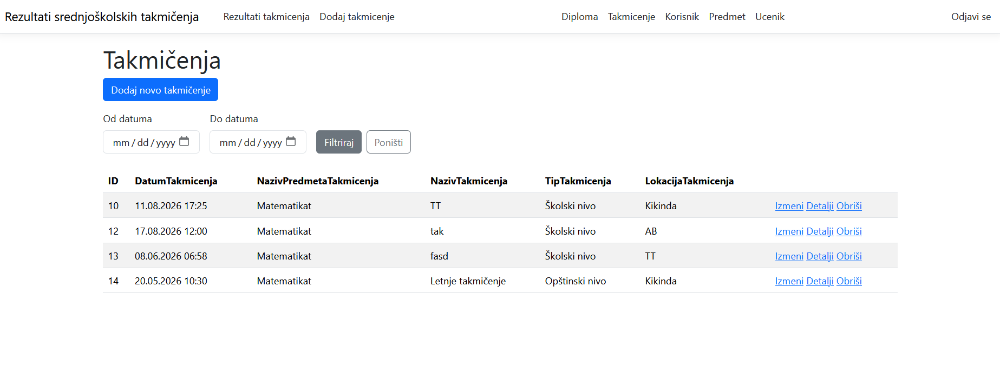 Rezultati srednjoškolskih takmičenja Rezultati takmicenja Dodaj takmicenje Diploma Takmicenje Korisnik Predmet Ucenik Odjavi se
Takmičenja
Dodaj novo takmičenje
Od datuma Do datuma
mm/dd/yyyy mm/dd/yyyy Filtriraj Poništi
ID DatumTakmicenja NazivPredmetaTakmicenja NazivTakmicenja TipTakmicenja LokacijaTakmicenja
10 11.08.2026 17:25 Matematikat TT Školski nivo Kikinda Izmeni Detalji Obriši
12 17.08.2026 12:00 Matematikat tak Školski nivo AB Izmeni Detalji Obriši
13 08.06.2026 06:58 Matematikat fasd Školski nivo TT Izmeni Detalji Obriši
14 20.05.2026 10:30 Matematikat Letnje takmičenje Opštinski nivo Kikinda Izmeni Detalji Obriši